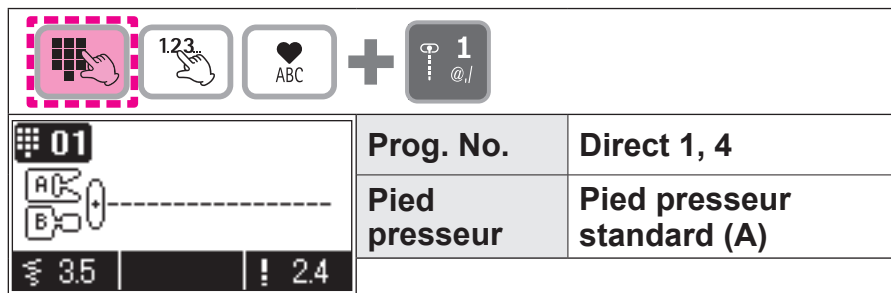 1.2.3...
ABC
1
@,/
01
A
B
3.5
! 2.4
Prog. No.
Direct 1, 4
Pied
presseur
Pied presseur
standard (A)